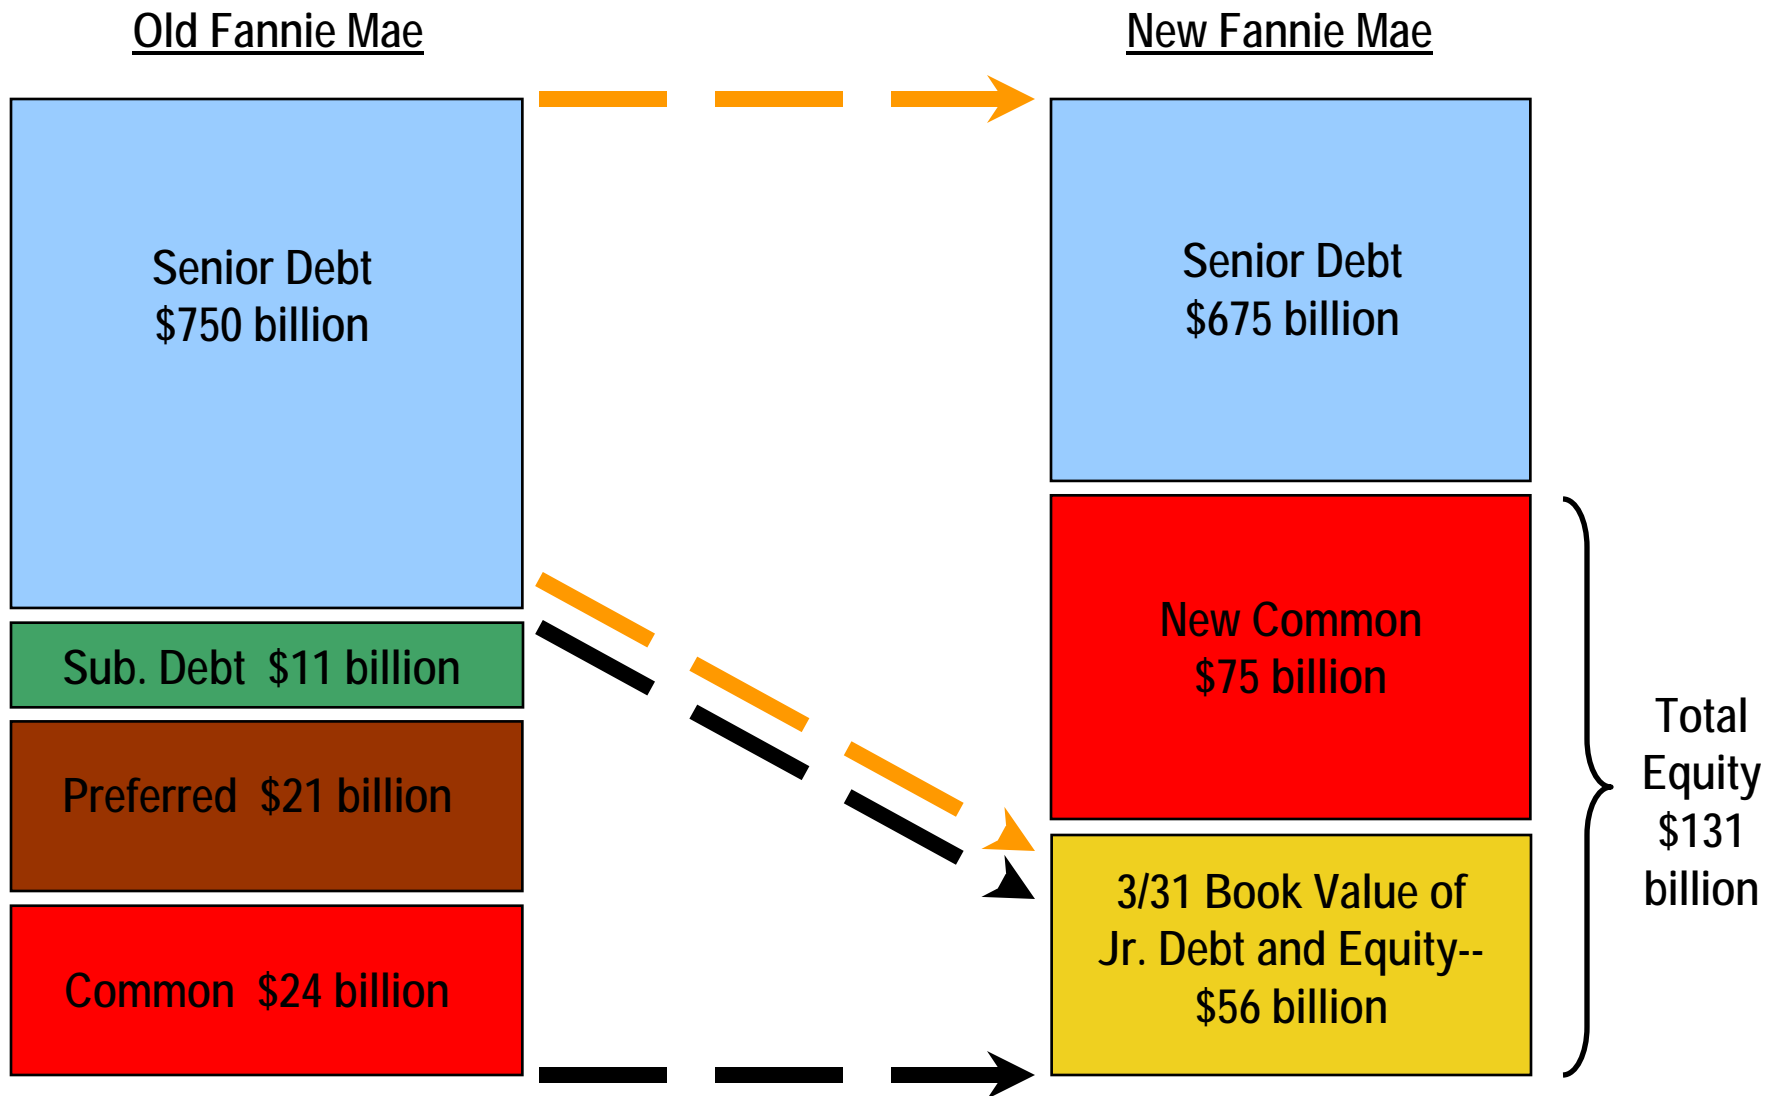 Old Fannie Mae
Senior Debt
$750 billion
Sub. Debt $11 billion
Preferred $21 billion
Common $24 billion
New Fannie Mae
Senior Debt
$675 billion
New Common
$75 billion
3/31 Book Value of
Jr. Debt and Equity--
$56 billion
Total
Equity
$131
billion